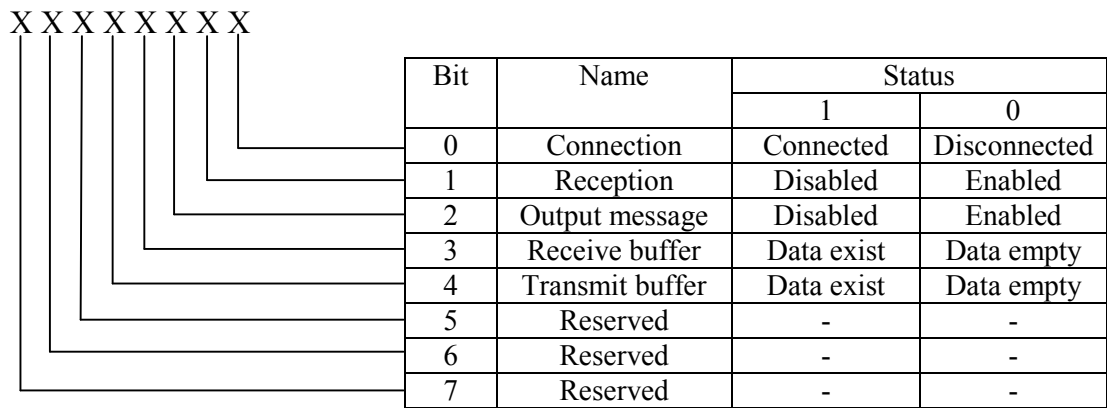 X X X X X X X X
Bit Name Status
1 0
0 Connection Connected Disconnected
1 Reception Disabled Enabled
2 Output message Disabled Enabled
3 Receive buffer Data exist Data empty
4 Transmit buffer Data exist Data empty
5 Reserved - -
6 Reserved - -
7 Reserved - -